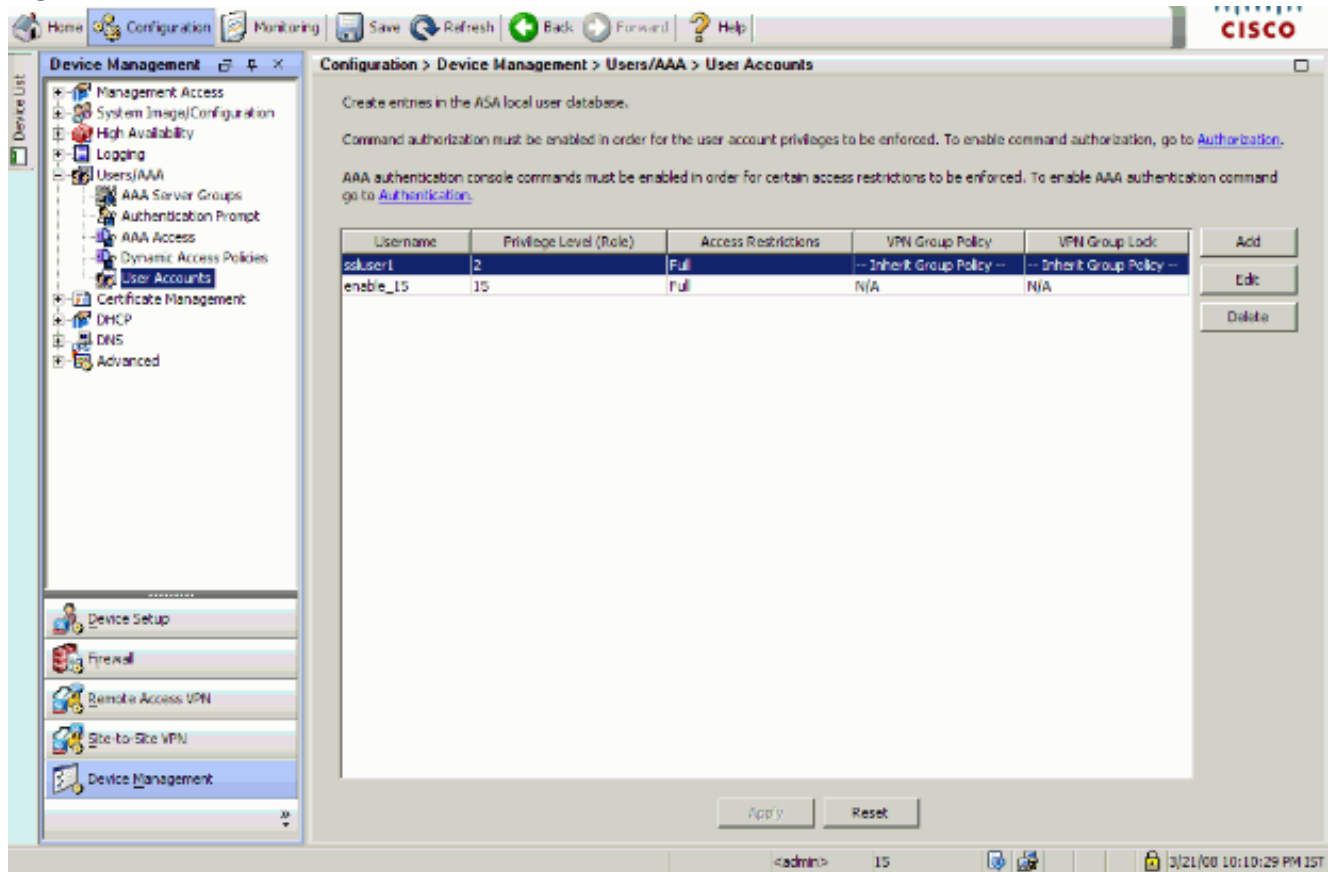 Home Configuration Monitoring Save Refresh Back Forward Help
CISCO
Device List
Device Management
Management Access
System Image/Configuration
High Availability
Logging
Users/AAA
AAA Server Groups
Authentication Prompt
AAA Access
Dynamic Access Policies
User Accounts
Certificate Management
DHCP
DNS
Advanced
Device Setup
Firewall
Remote Access VPN
Site-to-Site VPN
Device Management
Configuration > Device Management > Users/AAA > User Accounts
Create entries in the ASA local user database.
Command authorization must be enabled in order for the user account privileges to be enforced. To enable command authorization, go to Authorization.
AAA authentication console commands must be enabled in order for certain access restrictions to be enforced. To enable AAA authentication command
go to Authentication.
Username Privilege Level (Role) Access Restrictions VPN Group Policy VPN Group Lock
ssluser1 2 Full -- Inherit Group Policy -- -- Inherit Group Policy --
enable_15 15 Full N/A N/A
Add
Edit
Delete
Apply Reset
<admin> 15 3/21/08 10:10:29 PM IST